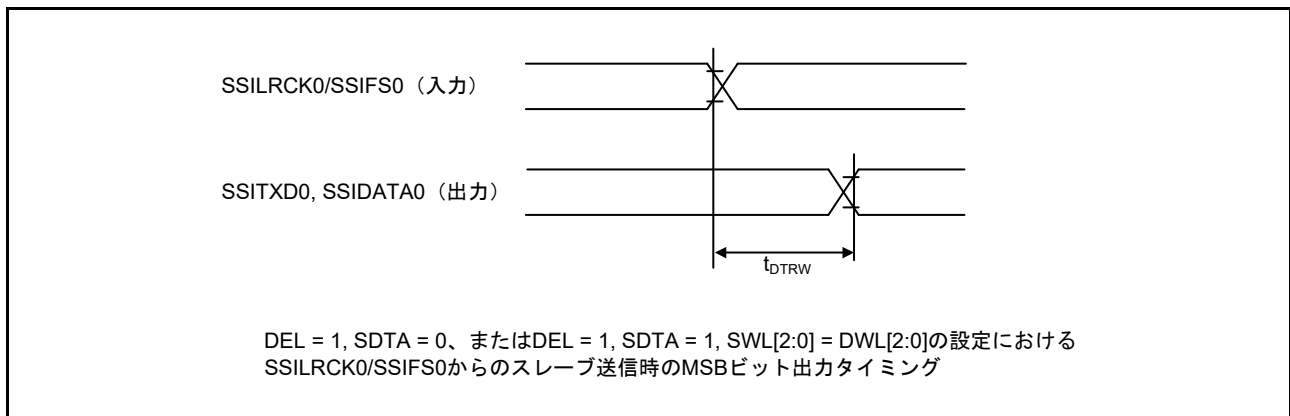 SSILRCK0/SSIFS0（入力）
SSITXD0, SSIDATA0（出力）
tDTRW
DEL = 1, SDTA = 0、またはDEL = 1, SDTA = 1, SWL[2:0] = DWL[2:0]の設定における
SSILRCK0/SSIFS0からのスレーブ送信時のMSBビット出力タイミング